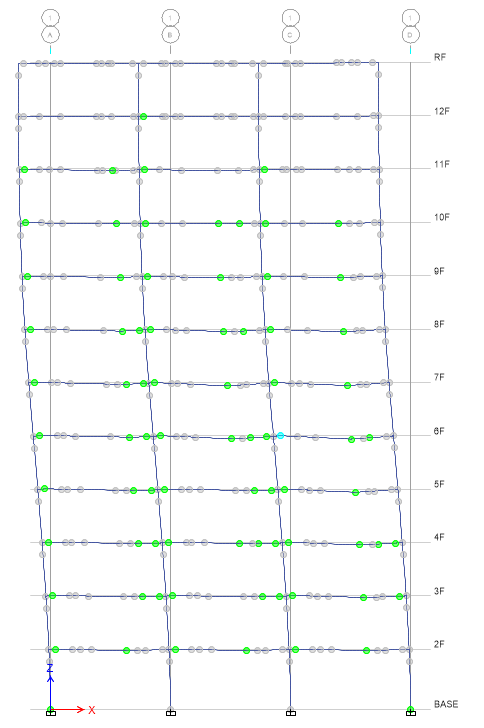 1 1 1 1
A B C D
RF
12F
11F
10F
9F
8F
7F
6F
5F
4F
3F
2F
Z
X
BASE